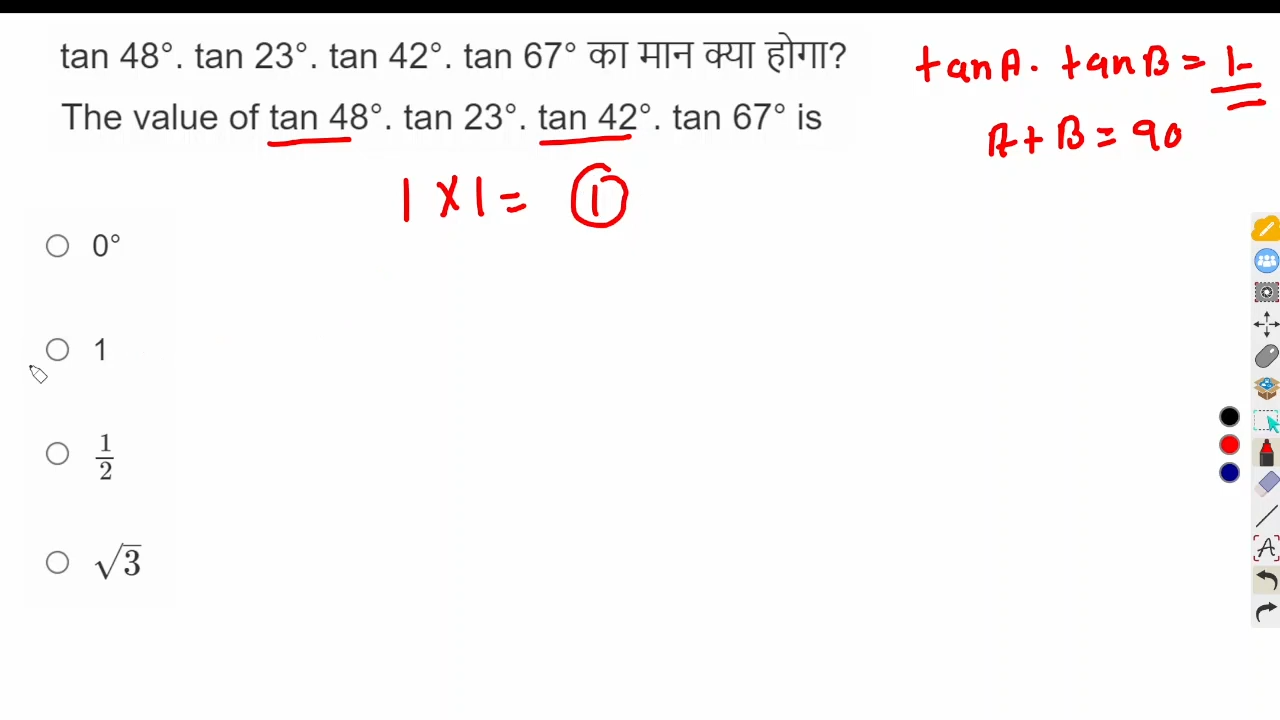 tan 48°. tan 23°. tan 42°. tan 67° का मान क्या होगा?
The value of tan 48°. tan 23°. tan 42°. tan 67° is
tanA. tanB = 1
A + B = 90
1 × 1 = 1
0°
1
1/2
√3
A